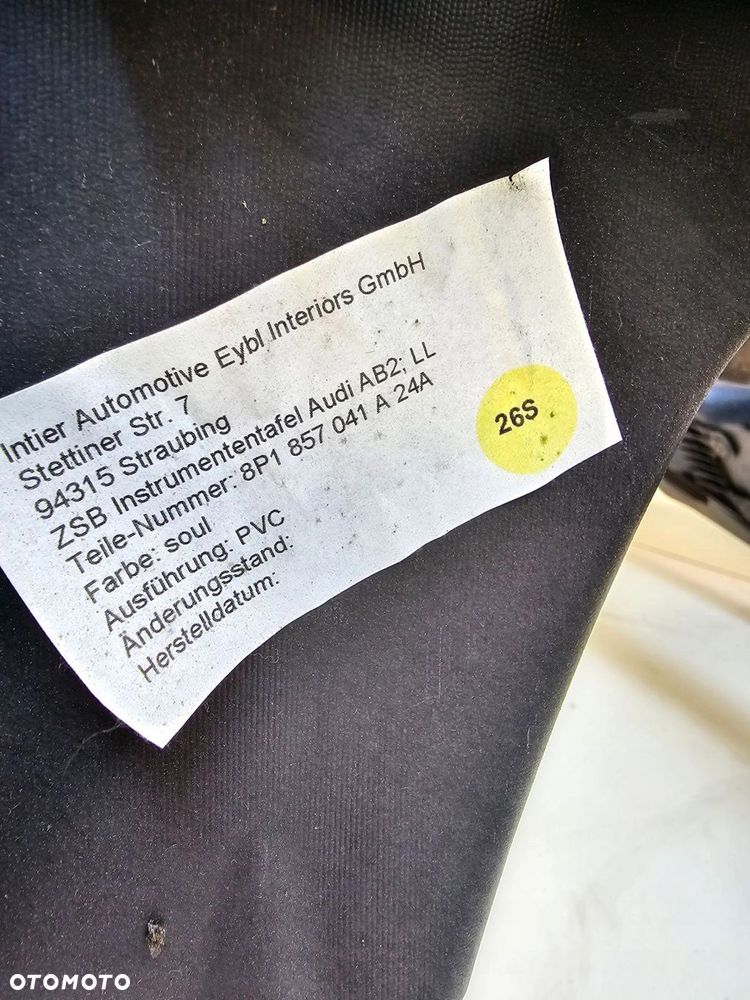 Intier Automotive Eybl Interiors GmbH
Stettiner Str. 7
94315 Straubing
ZSB Instrumententafel Audi AB2; LL
Teile-Nummer: 8P1 857 041 A 24A
Farbe: soul
Ausführung: PVC
Änderungsstand:
Herstelldatum:
26S
OTOMOTO